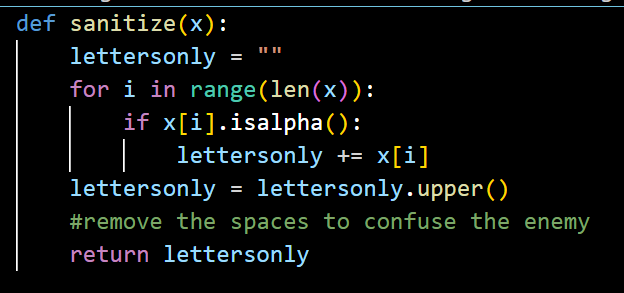 def sanitize(x):
    lettersonly = ""
    for i in range(len(x)):
        if x[i].isalpha():
            lettersonly += x[i]
    lettersonly = lettersonly.upper()
    #remove the spaces to confuse the enemy
    return lettersonly